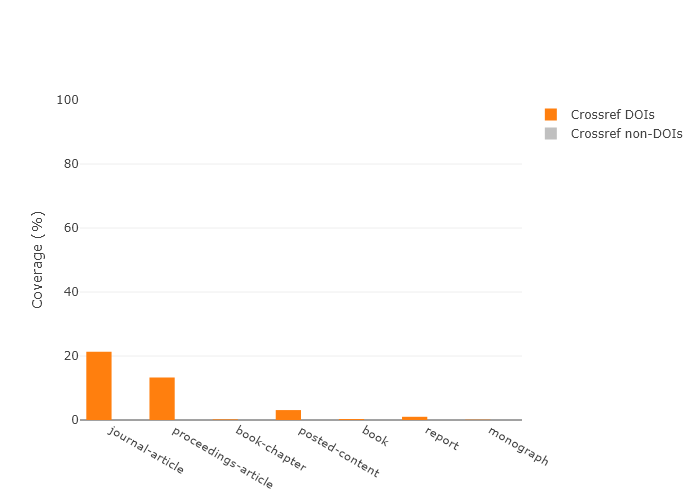 100
80
60
40
20
0
Coverage (%)
journal-article
proceedings-article
book-chapter
posted-content
book
report
monograph
Crossref DOIs
Crossref non-DOIs